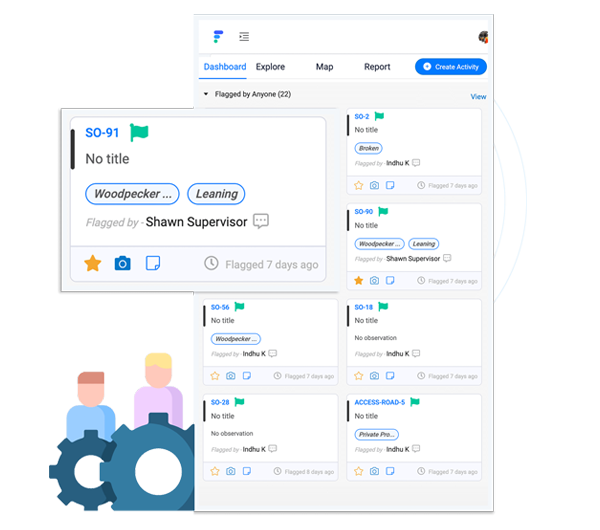 Dashboard
Explore
Map
Report
Create Activity
Flagged by Anyone (22)
View
SO-91
No title
Woodpecker ...
Leaning
Flagged by - Shawn Supervisor
Flagged 7 days ago
SO-2
No title
Broken
Flagged by - Indhu K
Flagged 7 days ago
SO-90
No title
Woodpecker ...
Leaning
Flagged by - Shawn Supervisor
Flagged 7 days ago
SO-56
No title
Woodpecker ...
Flagged by - Indhu K
Flagged 7 days ago
SO-18
No title
No observation
Flagged by - Indhu K
Flagged 7 days ago
SO-28
No title
No observation
Flagged by - Indhu K
Flagged 8 days ago
ACCESS-ROAD-5
No title
Private Pro...
Flagged by - Indhu K
Flagged 7 days ago